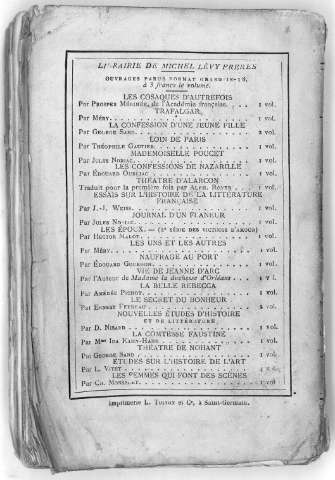 LIBRAIRIE DE MICHEL LÉVY FRÈRES
OUVRAGES PARUS FORMAT GRAND IN-18,
à 3 francs le volume.
LES COSAQUES D'AUTREFOIS
Par Prosper Mérimée, de l'Académie française. 1 vol.
TRAFALGAR,
Par Méry. 1 vol.
LA CONFESSION D'UNE JEUNE FILLE
Par George Sand. 2 vol.
LOIN DE PARIS
Par Théophile Gautier. 1 vol.
MADEMOISELLE POUCET
Par Jules Noriac. 1 vol.
LES CONFESSIONS DE NAZARILLE
Par Édouard Ourliac 1 vol.
THÉATRE D'ALARCON
Traduit pour la première fois par Alph. Royer. 1 vol.
ESSAIS SUR L'HISTOIRE DE LA LITTÉRATURE
FRANÇAISE
Par J.-J. Weiss. 1 vol.
JOURNAL D'UN FLANEUR
Par Jules Noriac. 1 vol.
LES ÉPOUX. — (2e SÉRIE DES VICTIMES D'AMOUR)
Par Hector Malot. 1 vol.
LES UNS ET LES AUTRES
Par Méry. 1 vol.
NAUFRAGE AU PORT
Par Édouard Gourdon. 1 vol.
VIE DE JEANNE D'ARC
Par l'Auteur de Madame la duchesse d'Orléans. vol.
LA BELLE REBECCA
Par Amédée Pichot. 1 vol.
LE SECRET DU BONHEUR
Par Ernest Feydeau 2 vol.
NOUVELLES ÉTUDES D'HISTOIRE
ET DE LITTÉRATURE,
Par D. Nisard 1 vol.
LA COMTESSE FAUSTINE
Par Mme Ida Hahn-Hahn 1 vol.
THÉATRE DE NOHANT
Par George Sand 1 vol.
ÉTUDES SUR L'HISTOIRE DE L'ART
Par L. Vitet
LES FEMMES QUI FONT DES SCÈNES
Par Ch. Monselet. 1 vol
Imprimerie L. Toinon et Ce, à Saint-Germain.